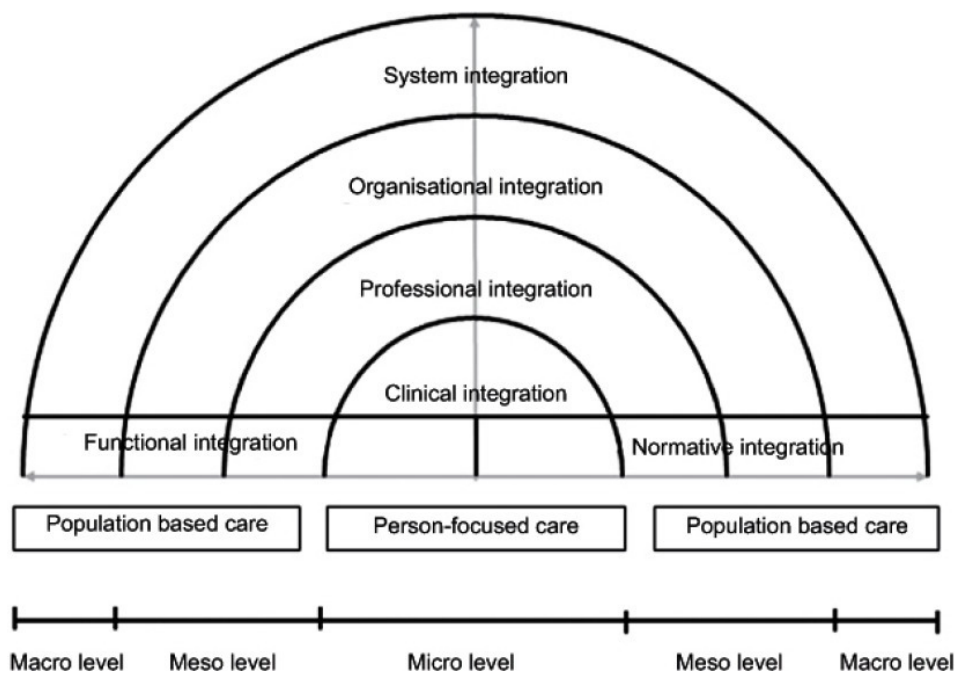 System integration
Organisational integration
Professional integration
Clinical integration
Functional integration
Normative integration
Population based care
Person-focused care
Population based care
Macro level
Meso level
Micro level
Meso level
Macro level